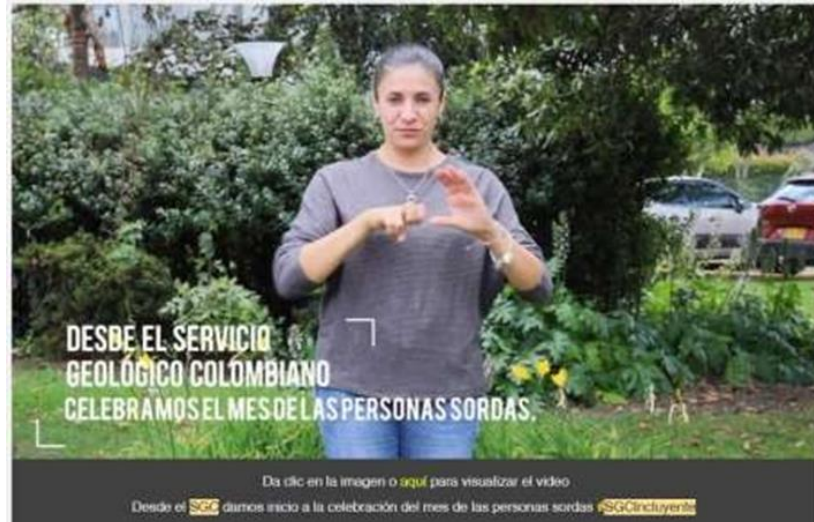 DESDE EL SERVICIO
GEOLÓGICO COLOMBIANO
CELEBRAMOS EL MES DE LAS PERSONAS SORDAS.
Da clic en la imagen o aquí para visualizar el video
Desde el SGC damos inicio a la celebración del mes de las personas sordas #SGCIncluyente